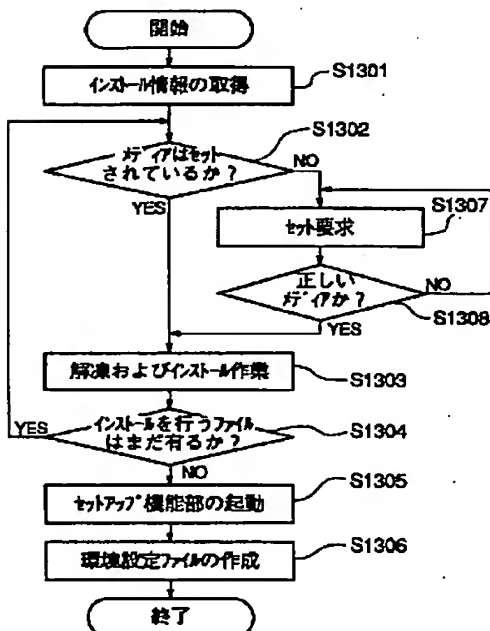 開始
インストール情報の取得
S1301
メディアはセット
されているか？
S1302
NO
YES
セット要求
S1307
正しい
メディアか？
NO
S1308
YES
解凍およびインストール作業
S1303
インストールを行うファイル
はまだ有るか？
YES
S1304
NO
セットアップ機能部の起動
S1305
環境設定ファイルの作成
S1306
終了